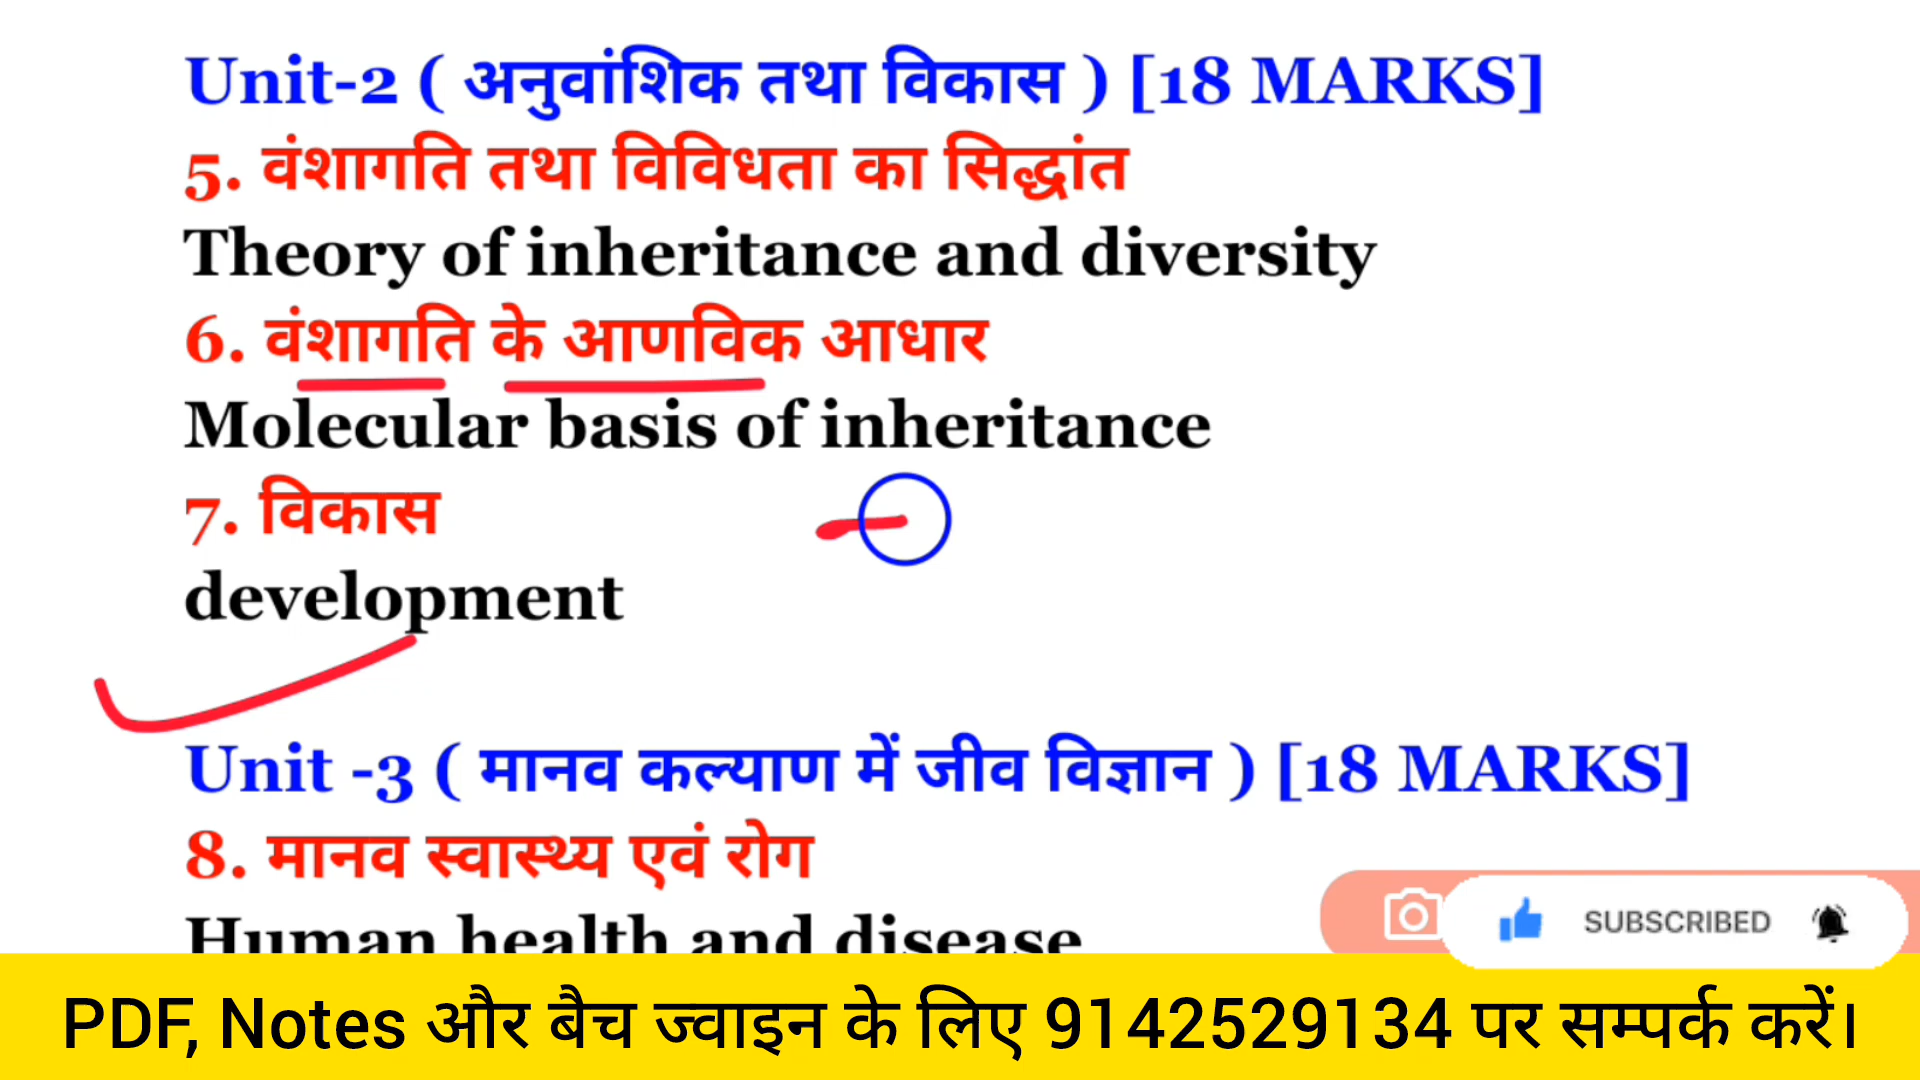 Unit-2 ( अनुवांशिक तथा विकास ) [18 MARKS]
5. वंशागति तथा विविधता का सिद्धांत
Theory of inheritance and diversity
6. वंशागति के आणविक आधार
Molecular basis of inheritance
7. विकास
development
Unit -3 ( मानव कल्याण में जीव विज्ञान ) [18 MARKS]
8. मानव स्वास्थ्य एवं रोग
Human health and disease
SUBSCRIBED
PDF, Notes और बैच ज्वाइन के लिए 9142529134 पर सम्पर्क करें।